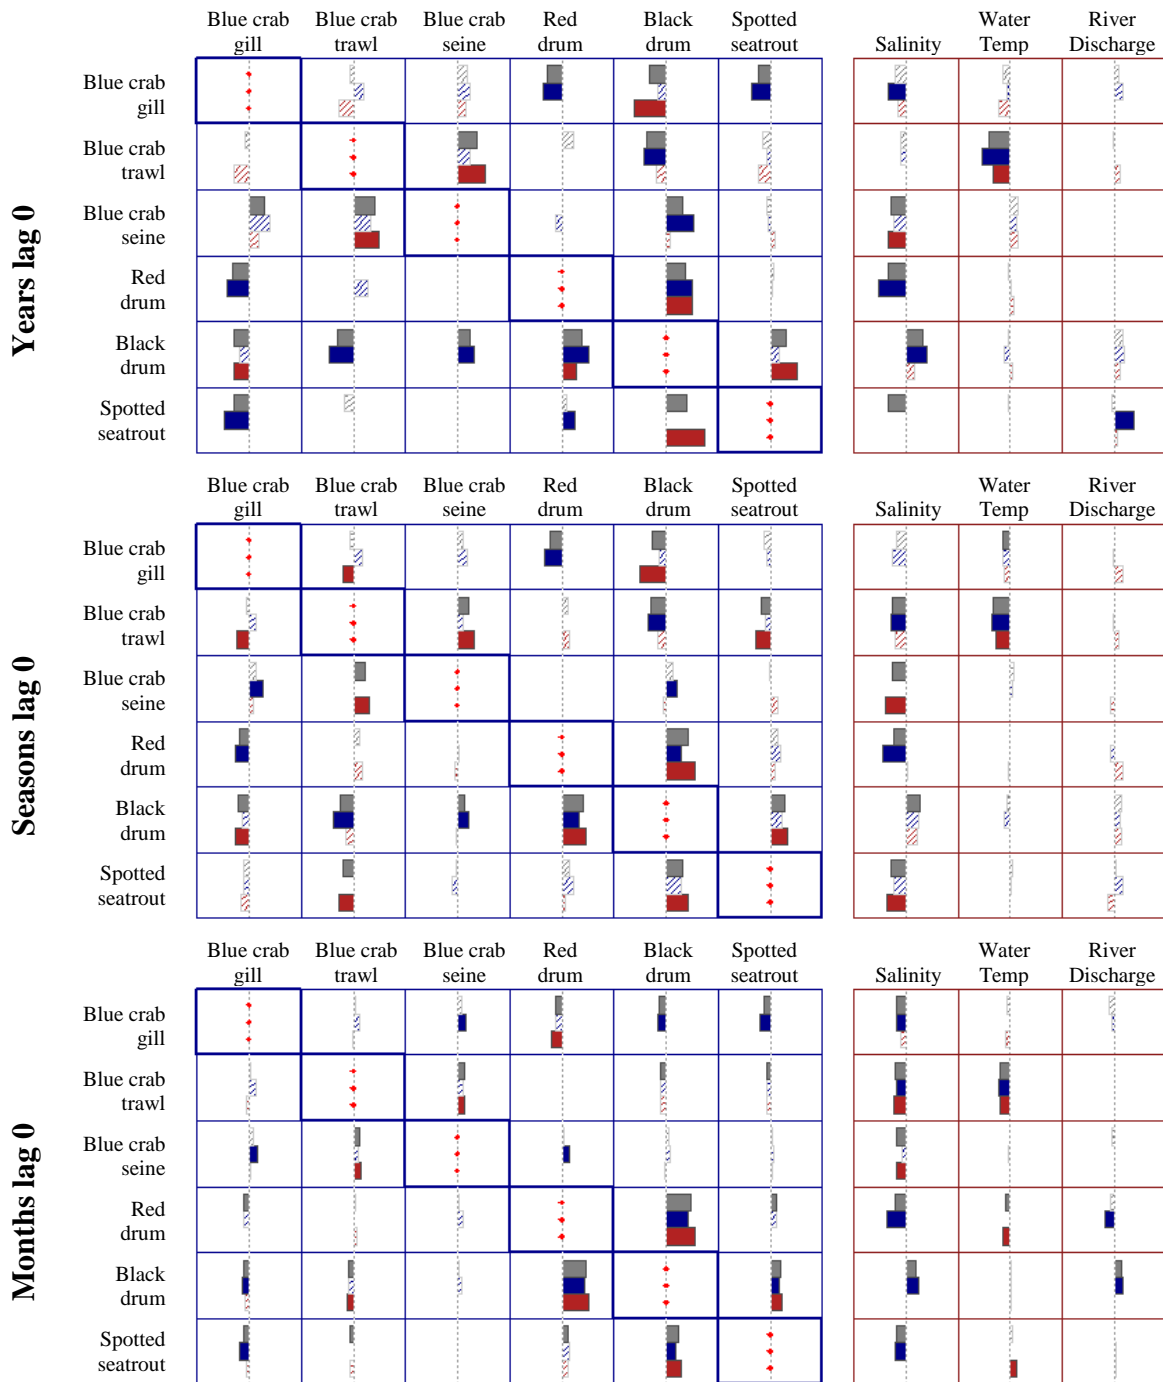 Blue crab Blue crab Blue crab Red Black Spotted Water River
gill trawl seine drum drum seatrout Salinity Temp Discharge
Years lag 0
Blue crab
gill
Blue crab
trawl
Blue crab
seine
Red
drum
Black
drum
Spotted
seatrout
Blue crab Blue crab Blue crab Red Black Spotted Water River
gill trawl seine drum drum seatrout Salinity Temp Discharge
Seasons lag 0
Blue crab
gill
Blue crab
trawl
Blue crab
seine
Red
drum
Black
drum
Spotted
seatrout
Blue crab Blue crab Blue crab Red Black Spotted Water River
gill trawl seine drum drum seatrout Salinity Temp Discharge
Months lag 0
Blue crab
gill
Blue crab
trawl
Blue crab
seine
Red
drum
Black
drum
Spotted
seatrout